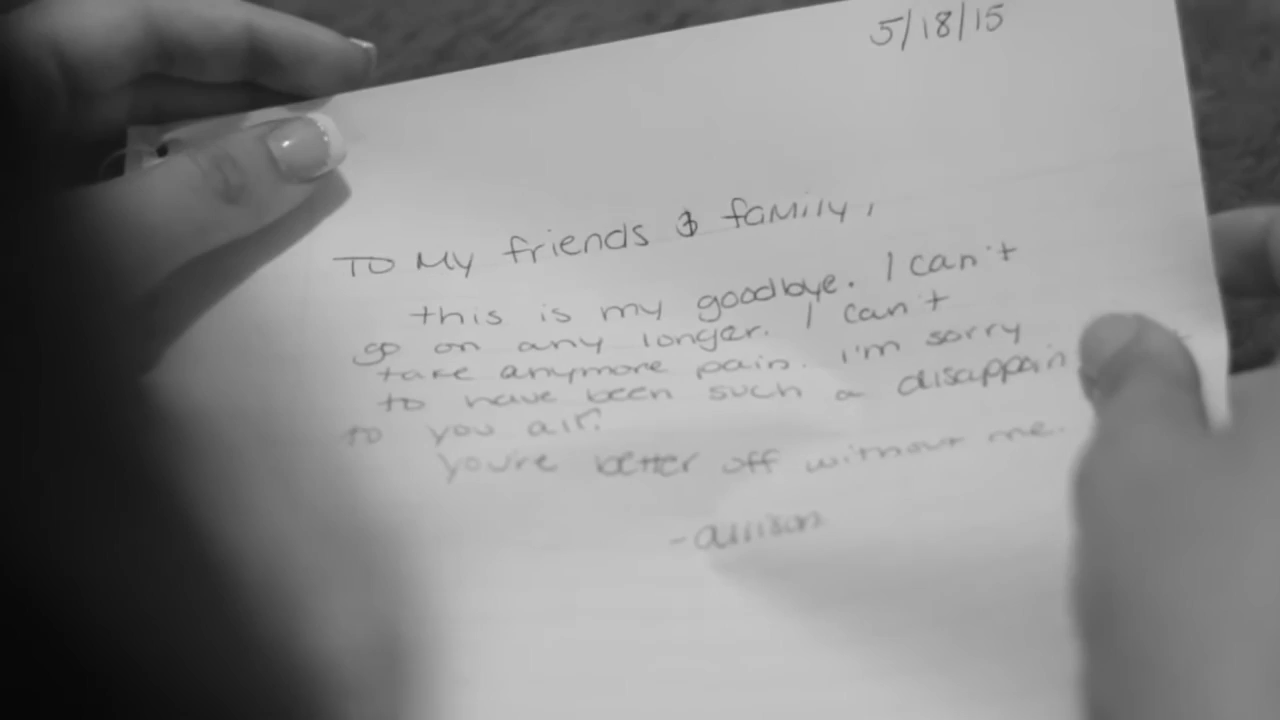 5/18/15
TO My friends & family,
this is my goodbye. I can't
go on any longer. I can't
take anymore pain. I'm sorry
to have been such a disappoin
to you all.
you're better off without me.
-allison